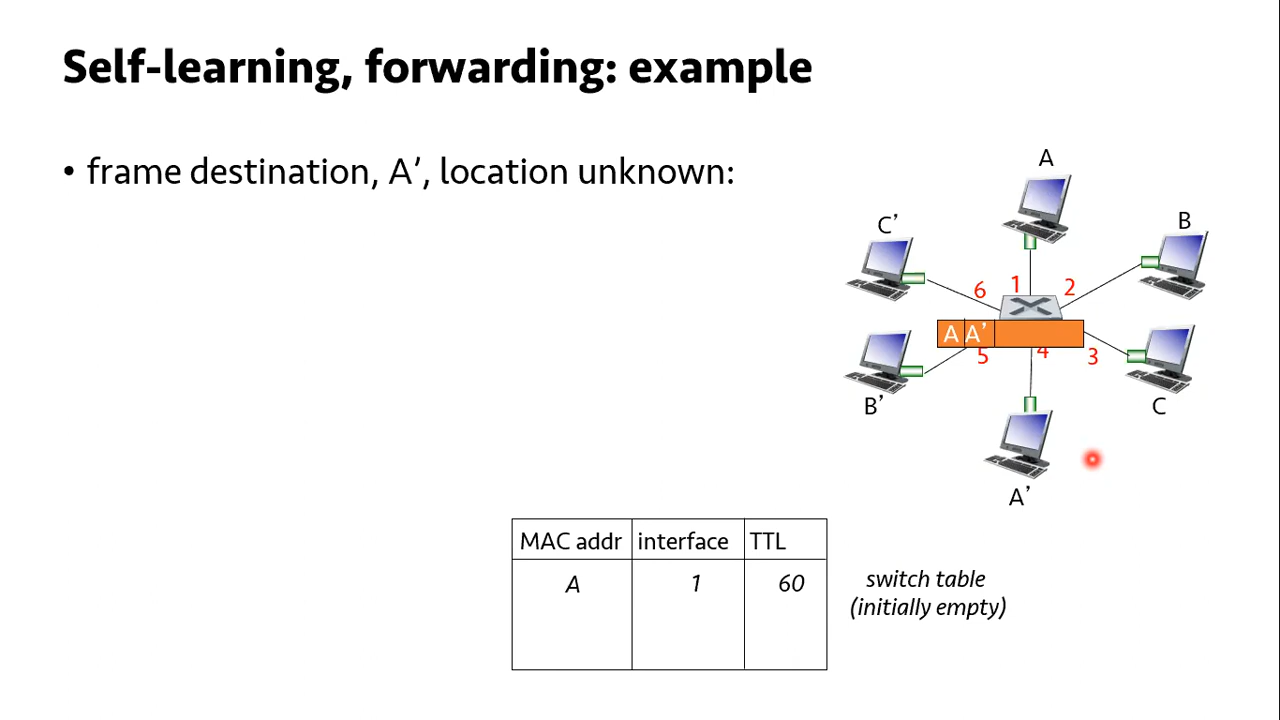 Self-learning, forwarding: example
• frame destination, A’, location unknown:
A
C’
B
6
1
2
A A’
5
4
3
B’
C
A’
MAC addr interface TTL
A 1 60
switch table
(initially empty)